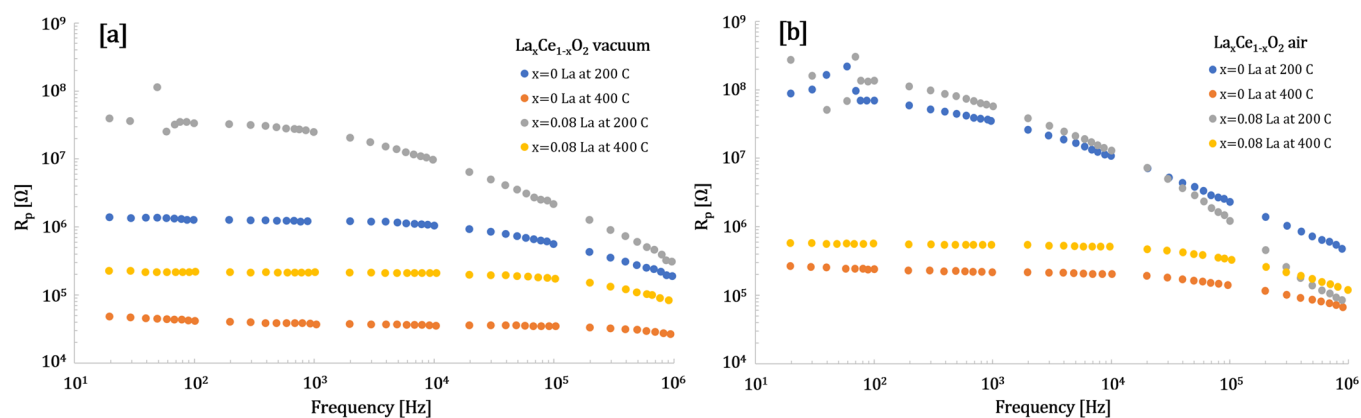 [a]
LaₓCe₁₋ₓO₂ vacuum
x=0 La at 200 C
x=0 La at 400 C
x=0.08 La at 200 C
x=0.08 La at 400 C
10⁹
10⁸
10⁷
10⁶
10⁵
10⁴
Rₚ [Ω]
10¹ 10² 10³ 10⁴ 10⁵ 10⁶
Frequency [Hz]
[b]
LaₓCe₁₋ₓO₂ air
x=0 La at 200 C
x=0 La at 400 C
x=0.08 La at 200 C
x=0.08 La at 400 C
10⁹
10⁸
10⁷
10⁶
10⁵
10⁴
Rₚ [Ω]
10¹ 10² 10³ 10⁴ 10⁵ 10⁶
Frequency [Hz]